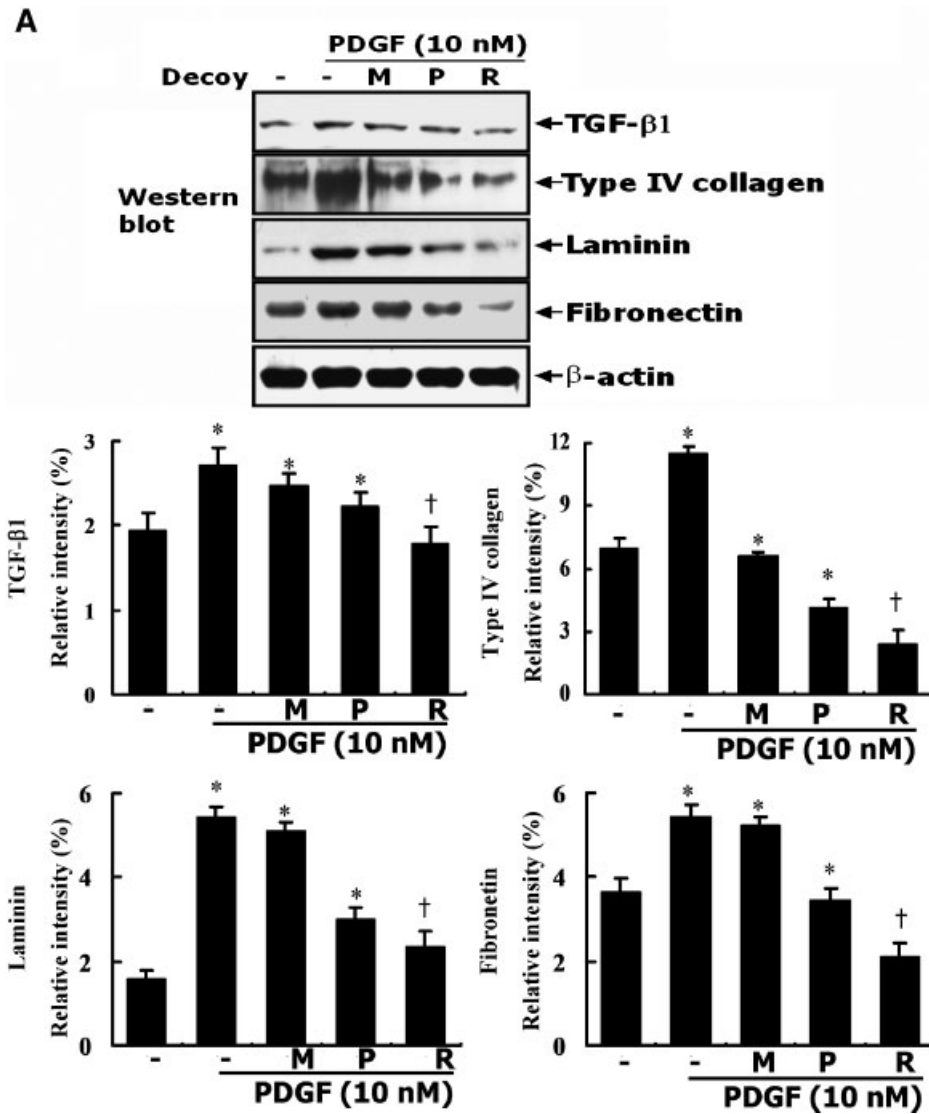 A
PDGF (10 nM)
Decoy - - M P R
TGF-β1
Type IV collagen
Western
blot
Laminin
Fibronectin
β-actin
TGF-β1
Relative intensity (%)
3
2
1
0
*
*
*
†
- - M P R
PDGF (10 nM)
Type IV collagen
Relative intensity (%)
12
9
6
3
0
*
*
*
†
- - M P R
PDGF (10 nM)
Laminin
Relative intensity (%)
6
4
2
0
*
*
*
†
- - M P R
PDGF (10 nM)
Fibronetin
Relative intensity (%)
6
4
2
0
*
*
*
†
- - M P R
PDGF (10 nM)